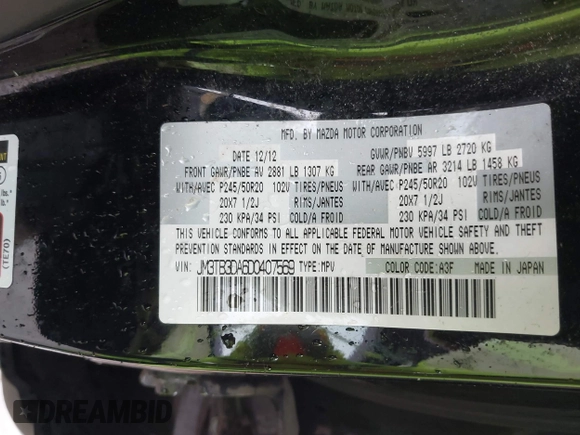 MFD. BY MAZDA MOTOR CORPORATION
DATE 12/12 GVWR/PNBV 5997 LB 2720 KG
FRONT GAWR/PNBE AV 2881 LB 1307 KG REAR GAWR/PNBE AR 3214 LB 1458 KG
WITH/AVEC P245/50R20 102V TIRES/PNEUS WITH/AVEC P245/50R20 102V TIRES/PNEUS
20X7 1/2J RIMS/JANTES 20X7 1/2J RIMS/JANTES
230 KPA/34 PSI COLD/A FROID 230 KPA/34 PSI COLD/A FROID
THIS VEHICLE CONFORMS TO ALL APPLICABLE FEDERAL MOTOR VEHICLE SAFETY AND THEFT
PREVENTION STANDARDS IN EFFECT ON THE DATE OF MANUFACTURE SHOWN ABOVE.
VIN: JM3TB3DA6D0407569 TYPE:MPV COLOR CODE:A3F MADE IN JAPAN
(TE70)
DREAMBID